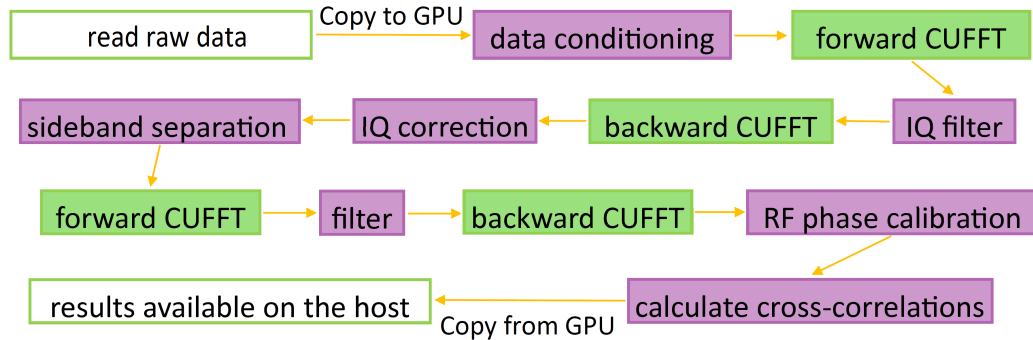 read raw data
Copy to GPU
data conditioning
forward CUFFT
IQ filter
backward CUFFT
IQ correction
sideband separation
forward CUFFT
filter
backward CUFFT
RF phase calibration
calculate cross-correlations
Copy from GPU
results available on the host